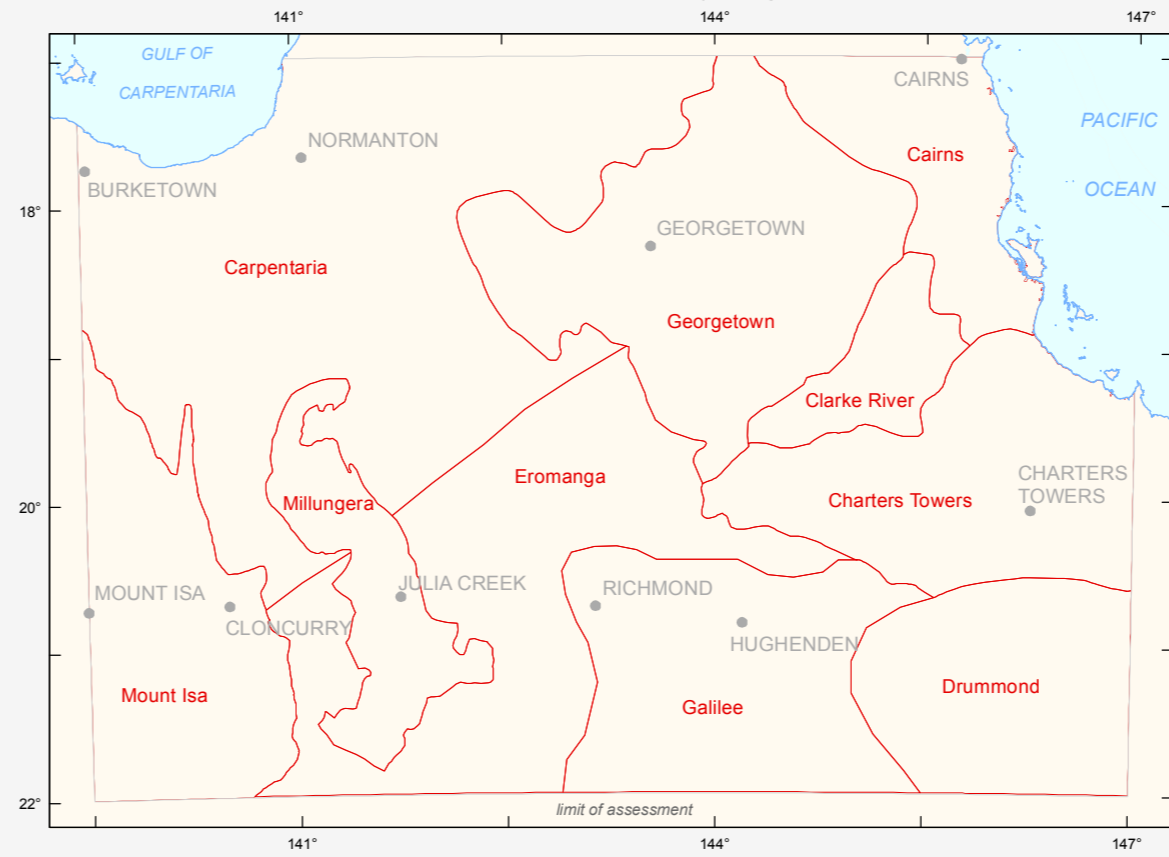 141°
144°
147°
GULF OF
CARPENTARIA
CAIRNS
PACIFIC
OCEAN
NORMANTON
Cairns
BURKETOWN
18°
GEORGETOWN
Carpentaria
Georgetown
Clarke River
Eromanga
Millungera
Charters Towers
CHARTERS
TOWERS
20°
MOUNT ISA
JULIA CREEK
RICHMOND
CLONCURRY
HUGHENDEN
Mount Isa
Galilee
Drummond
22°
limit of assessment
141°
144°
147°